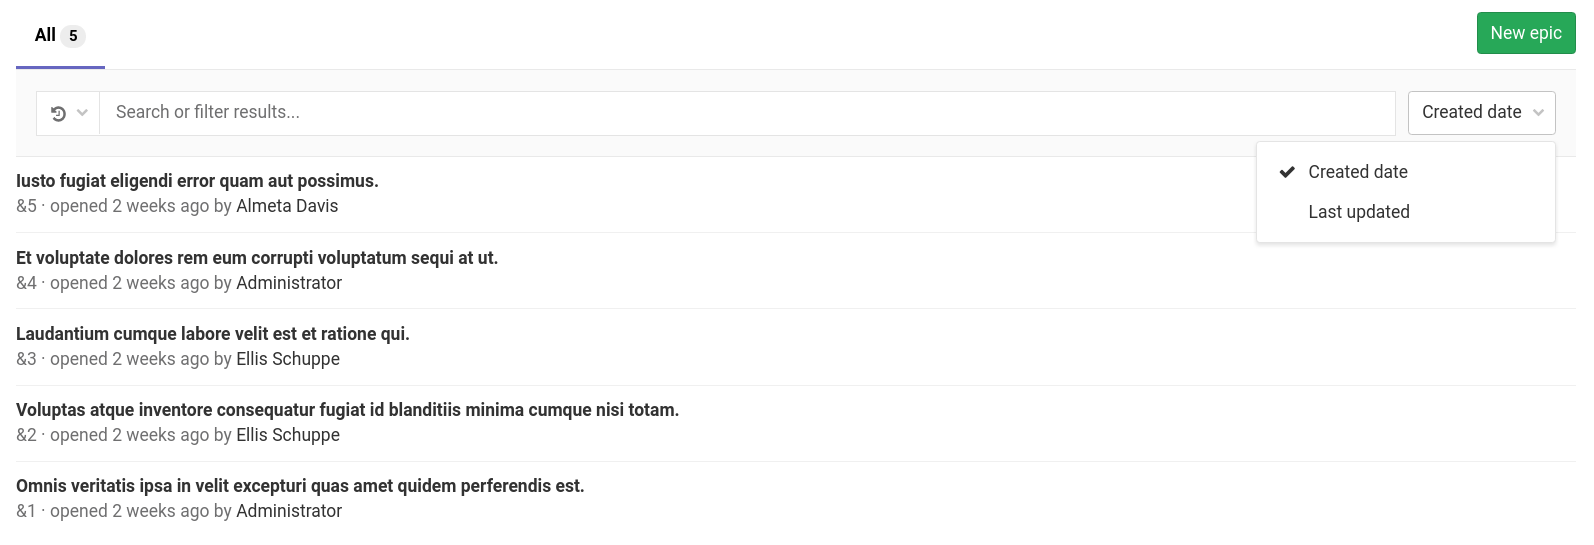 All 5
New epic
Search or filter results...
Created date
Created date
Last updated
Iusto fugiat eligendi error quam aut possimus.
&5 · opened 2 weeks ago by Almeta Davis
Et voluptate dolores rem eum corrupti voluptatum sequi at ut.
&4 · opened 2 weeks ago by Administrator
Laudantium cumque labore velit est et ratione qui.
&3 · opened 2 weeks ago by Ellis Schuppe
Voluptas atque inventore consequatur fugiat id blanditiis minima cumque nisi totam.
&2 · opened 2 weeks ago by Ellis Schuppe
Omnis veritatis ipsa in velit excepturi quas amet quidem perferendis est.
&1 · opened 2 weeks ago by Administrator